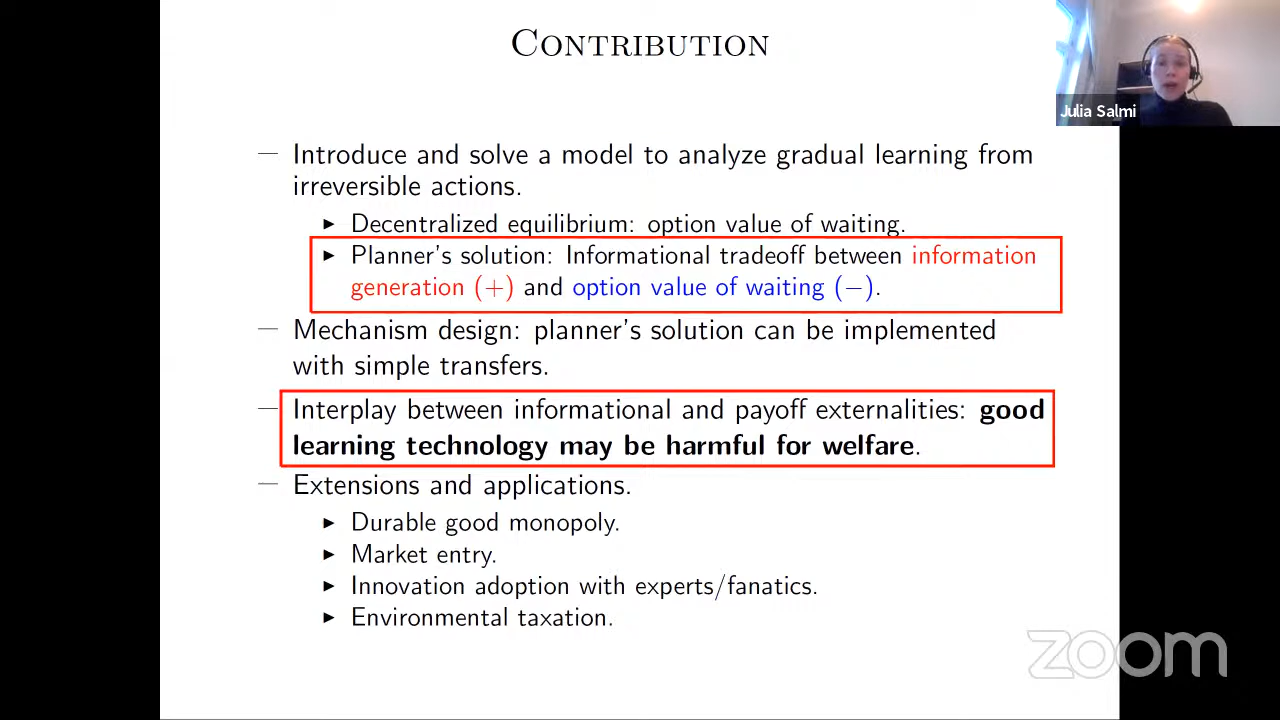 CONTRIBUTION
Julia Salmi
— Introduce and solve a model to analyze gradual learning from
irreversible actions.
▶ Decentralized equilibrium: option value of waiting.
▶ Planner's solution: Informational tradeoff between information
generation (+) and option value of waiting (−).
— Mechanism design: planner's solution can be implemented
with simple transfers.
— Interplay between informational and payoff externalities: good
learning technology may be harmful for welfare.
— Extensions and applications.
▶ Durable good monopoly.
▶ Market entry.
▶ Innovation adoption with experts/fanatics.
▶ Environmental taxation.
zoom